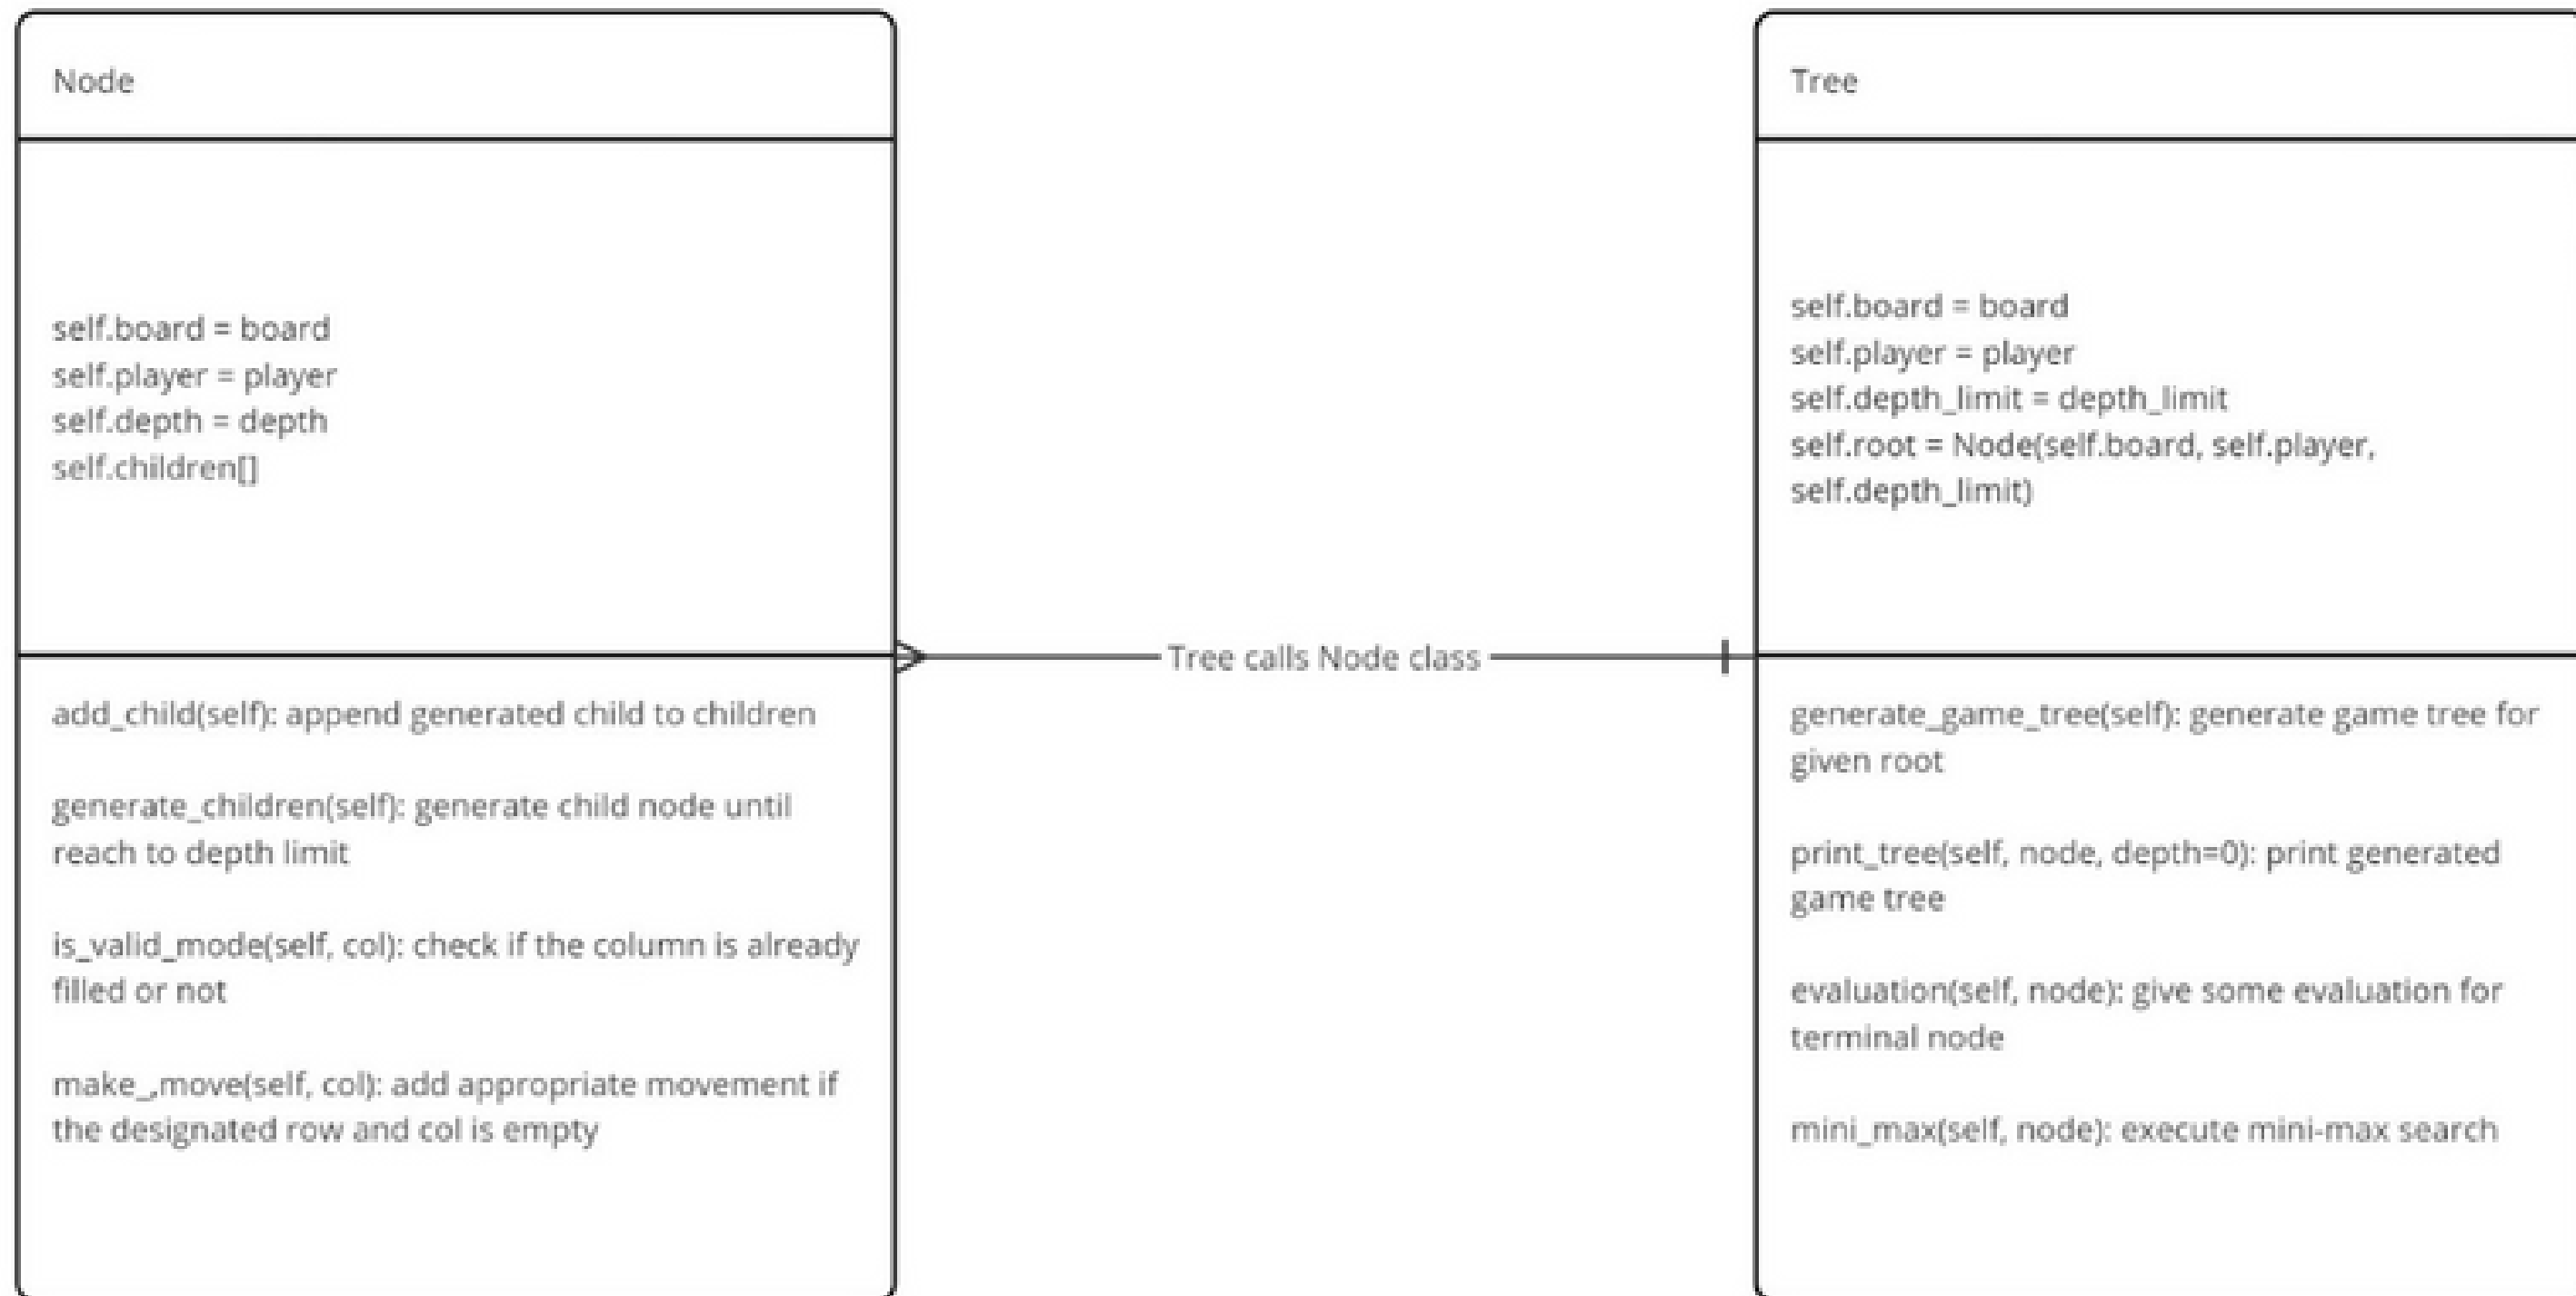 Node
self.board = board
self.player = player
self.depth = depth
self.children[]
add_child(self): append generated child to children
generate_children(self): generate child node until
reach to depth limit
is_valid_mode(self, col): check if the column is already
filled or not
make_,move(self, col): add appropriate movement if
the designated row and col is empty
Tree calls Node class
Tree
self.board = board
self.player = player
self.depth_limit = depth_limit
self.root = Node(self.board, self.player,
self.depth_limit)
generate_game_tree(self): generate game tree for
given root
print_tree(self, node, depth=0): print generated
game tree
evaluation(self, node): give some evaluation for
terminal node
mini_max(self, node): execute mini-max search